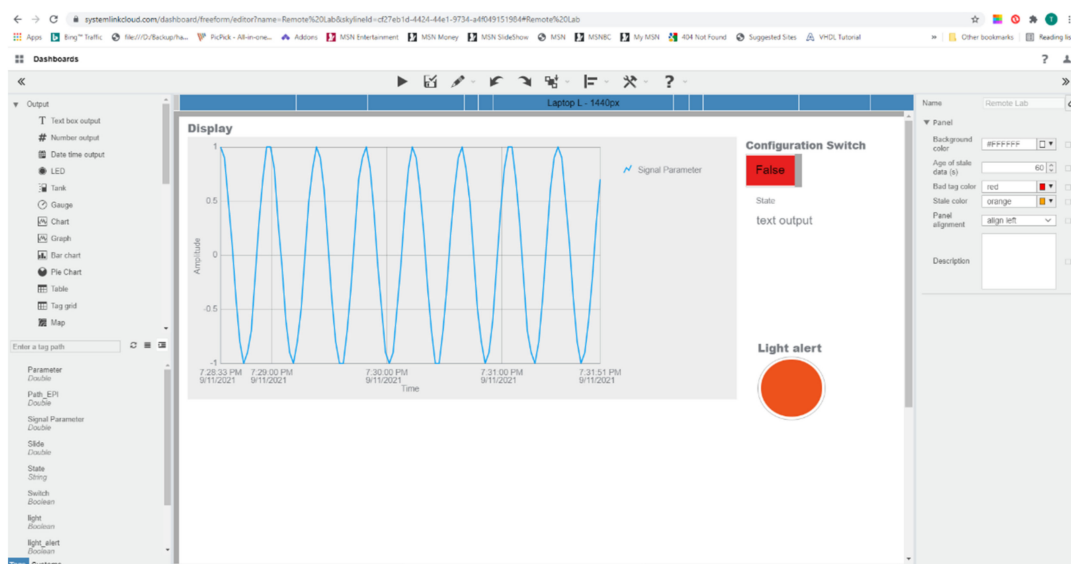 systemlinkcloud.com/dashboard/freeform/editor?name=Remote%20Lab&skylineId=cf27eb1d-4424-44e1-9734-a4f049151984#Remote%20Lab
Apps Bing™ Traffic file:///D:/Backup/ha... PicPick - All-in-one... Addons MSN Entertainment MSN Money MSN SlideShow MSN MSNBC My MSN 404 Not Found Suggested Sites VHDL Tutorial » Other bookmarks Reading lis
Dashboards ?
« ? »
Output
Text box output
Number output
Date time output
LED
Tank
Gauge
Chart
Graph
Bar chart
Pie Chart
Table
Tag grid
Map
Enter a tag path
Parameter
Double
Path_EPI
Double
Signal Parameter
Double
Slide
Double
State
String
Switch
Boolean
light
Boolean
light_alert
Boolean
Laptop L - 1440px
Display
1
0.5
0
-0.5
-1
Amplitude
7:28:33 PM 7:29:00 PM 7:30:00 PM 7:31:00 PM 7:31:51 PM
9/11/2021 9/11/2021 9/11/2021 9/11/2021 9/11/2021
Time
Signal Parameter
Configuration Switch
False
State
text output
Light alert
Name Remote Lab
Panel
Background
color
#FFFFFF
Age of stale
data (s)
60
Bad tag color red
Stale color orange
Panel
alignment
align left
Description